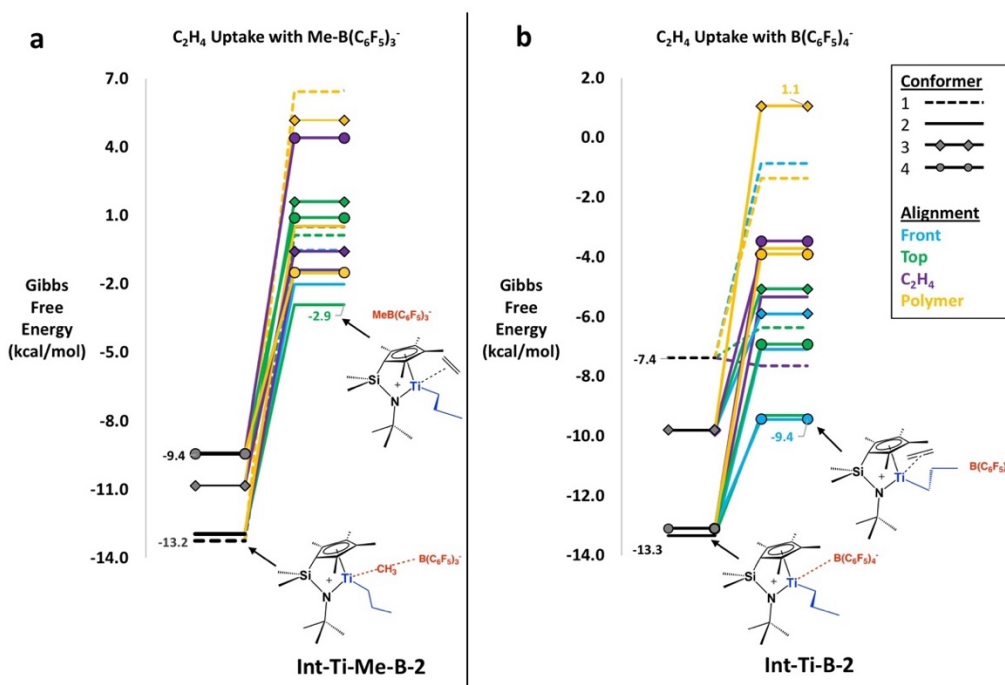 a
C₂H₄ Uptake with Me-B(C₆F₅)₃⁻
7.0
4.0
1.0
-2.0
-5.0
-8.0
-11.0
-14.0
Gibbs
Free
Energy
(kcal/mol)
-2.9
-9.4
-13.2
MeB(C₆F₅)₃⁻
Si
+
Ti
N
Si
+
Ti
N
CH₃
B(C₆F₅)₃⁻
Int-Ti-Me-B-2
b
C₂H₄ Uptake with B(C₆F₅)₄⁻
2.0
0.0
-2.0
-4.0
-6.0
-8.0
-10.0
-12.0
-14.0
Gibbs
Free
Energy
(kcal/mol)
1.1
-7.4
-9.4
-13.3
Si
+
Ti
N
B(C₆F₅)
Si
+
Ti
N
B(C₆F₅)₄⁻
Int-Ti-B-2
Conformer
1
2
3
4
Alignment
Front
Top
C₂H₄
Polymer